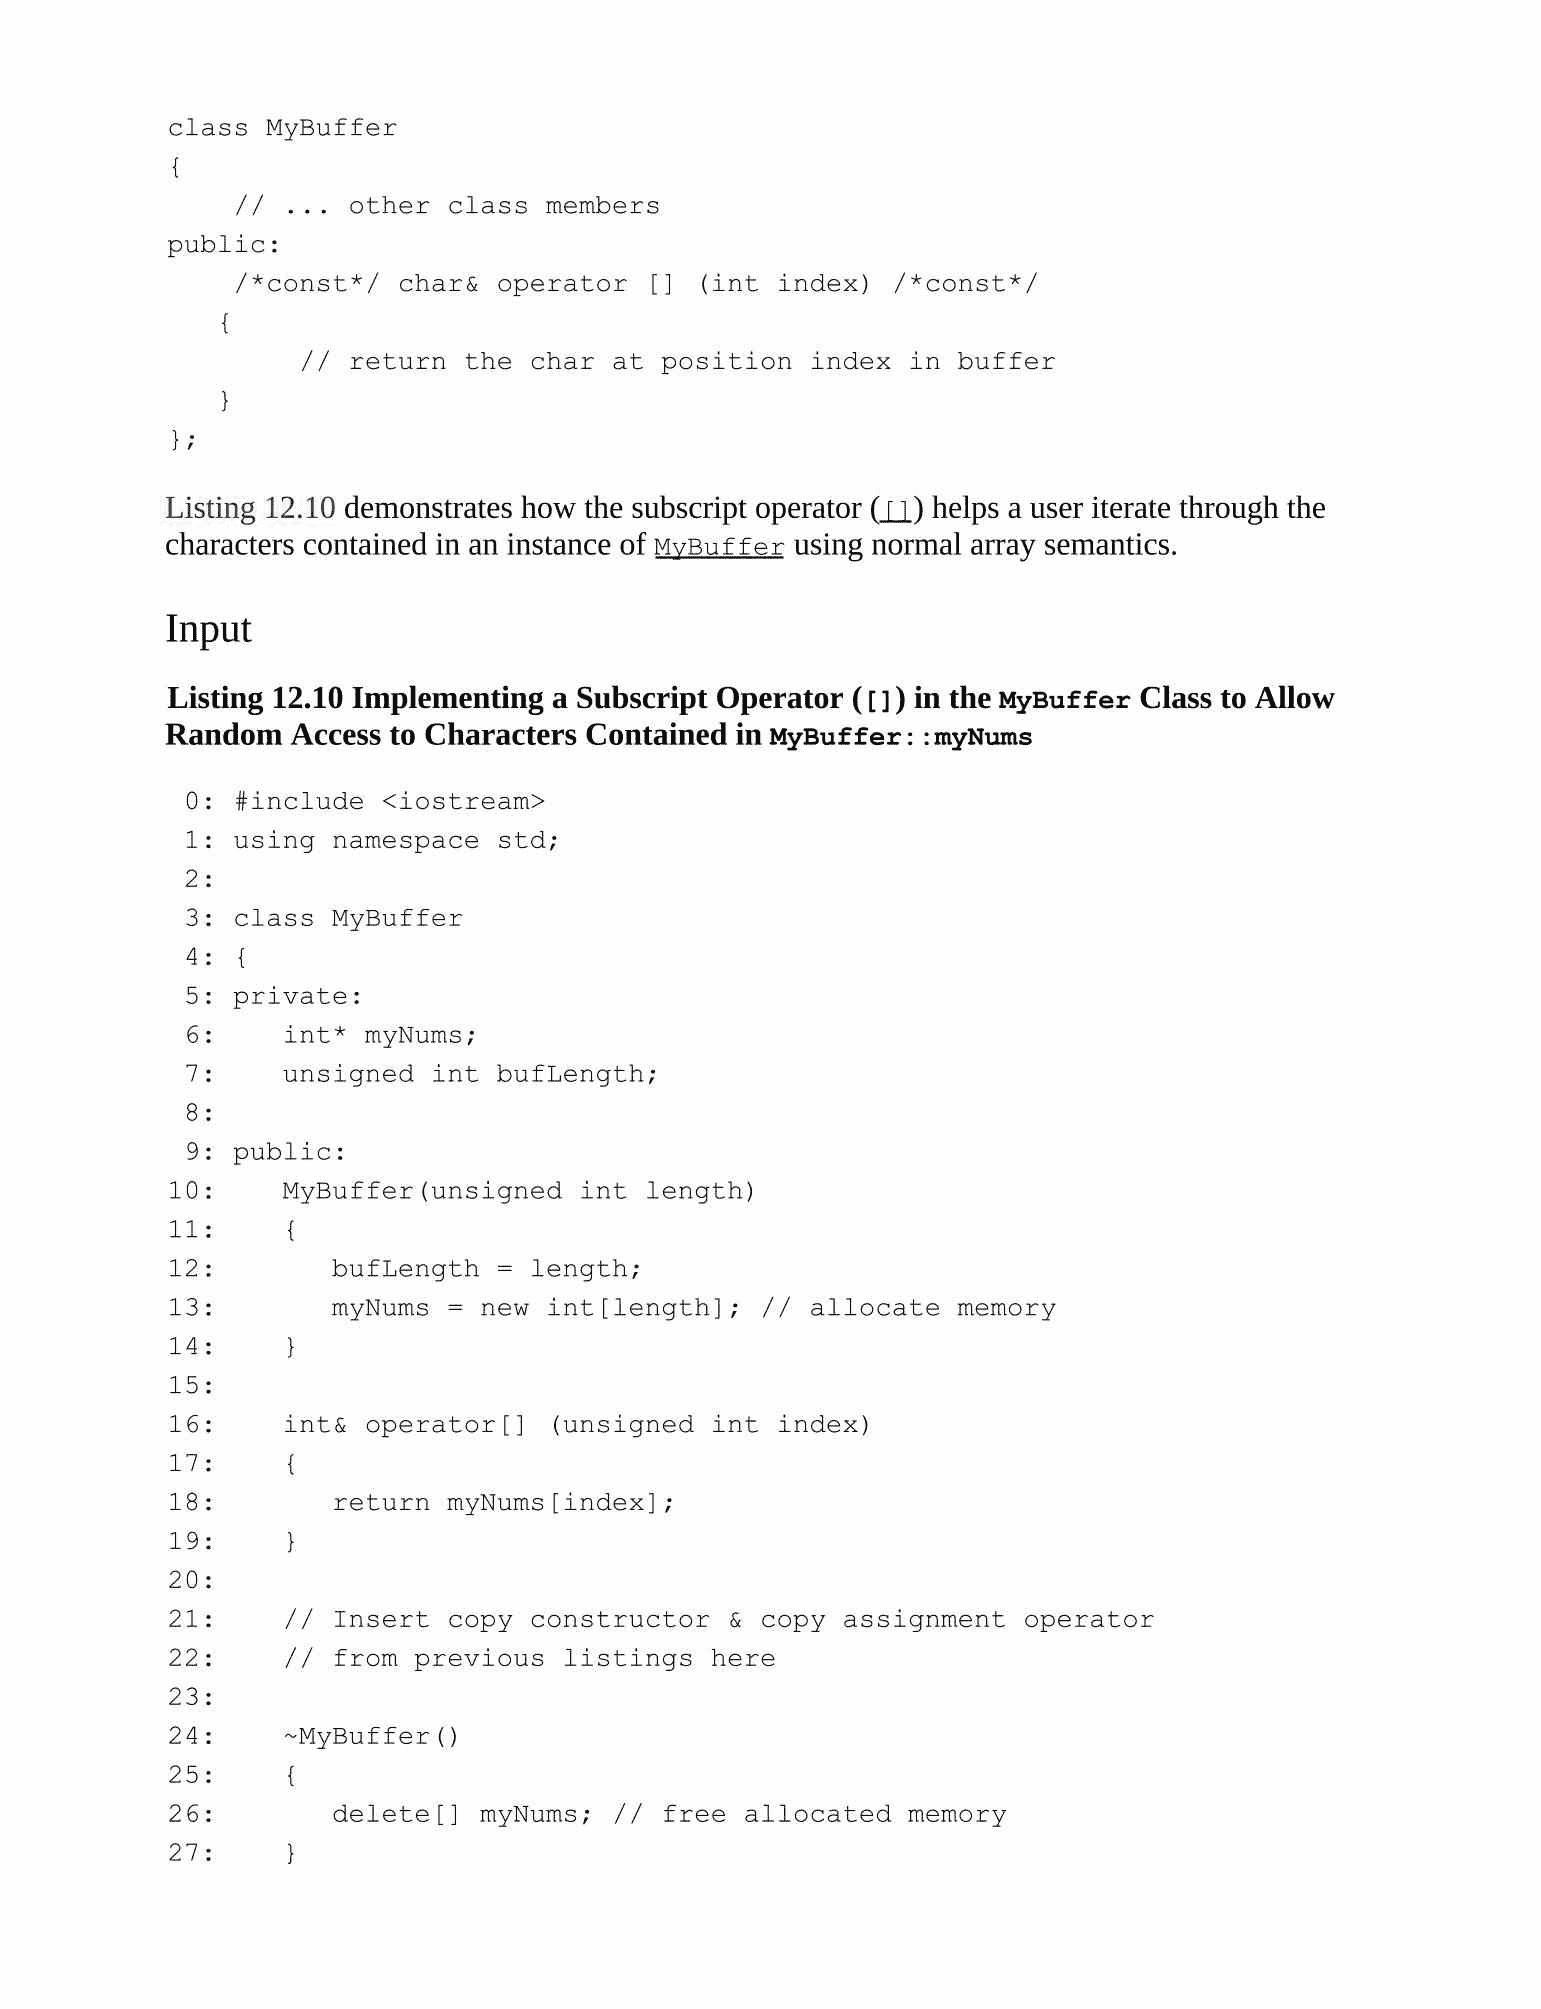 class MyBuffer
{
    // ... other class members
public:
    /*const*/ char& operator [] (int index) /*const*/
   {
        // return the char at position index in buffer
   }
};
Listing 12.10 demonstrates how the subscript operator ([]) helps a user iterate through the
characters contained in an instance of MyBuffer using normal array semantics.
Input
Listing 12.10 Implementing a Subscript Operator ([]) in the MyBuffer Class to Allow
Random Access to Characters Contained in MyBuffer::myNums
 0: #include <iostream>
 1: using namespace std;
 2:
 3: class MyBuffer
 4: {
 5: private:
 6:    int* myNums;
 7:    unsigned int bufLength;
 8:
 9: public:
10:    MyBuffer(unsigned int length)
11:    {
12:       bufLength = length;
13:       myNums = new int[length]; // allocate memory
14:    }
15:
16:    int& operator[] (unsigned int index)
17:    {
18:       return myNums[index];
19:    }
20:
21:    // Insert copy constructor & copy assignment operator
22:    // from previous listings here
23:
24:    ~MyBuffer()
25:    {
26:       delete[] myNums; // free allocated memory
27:    }